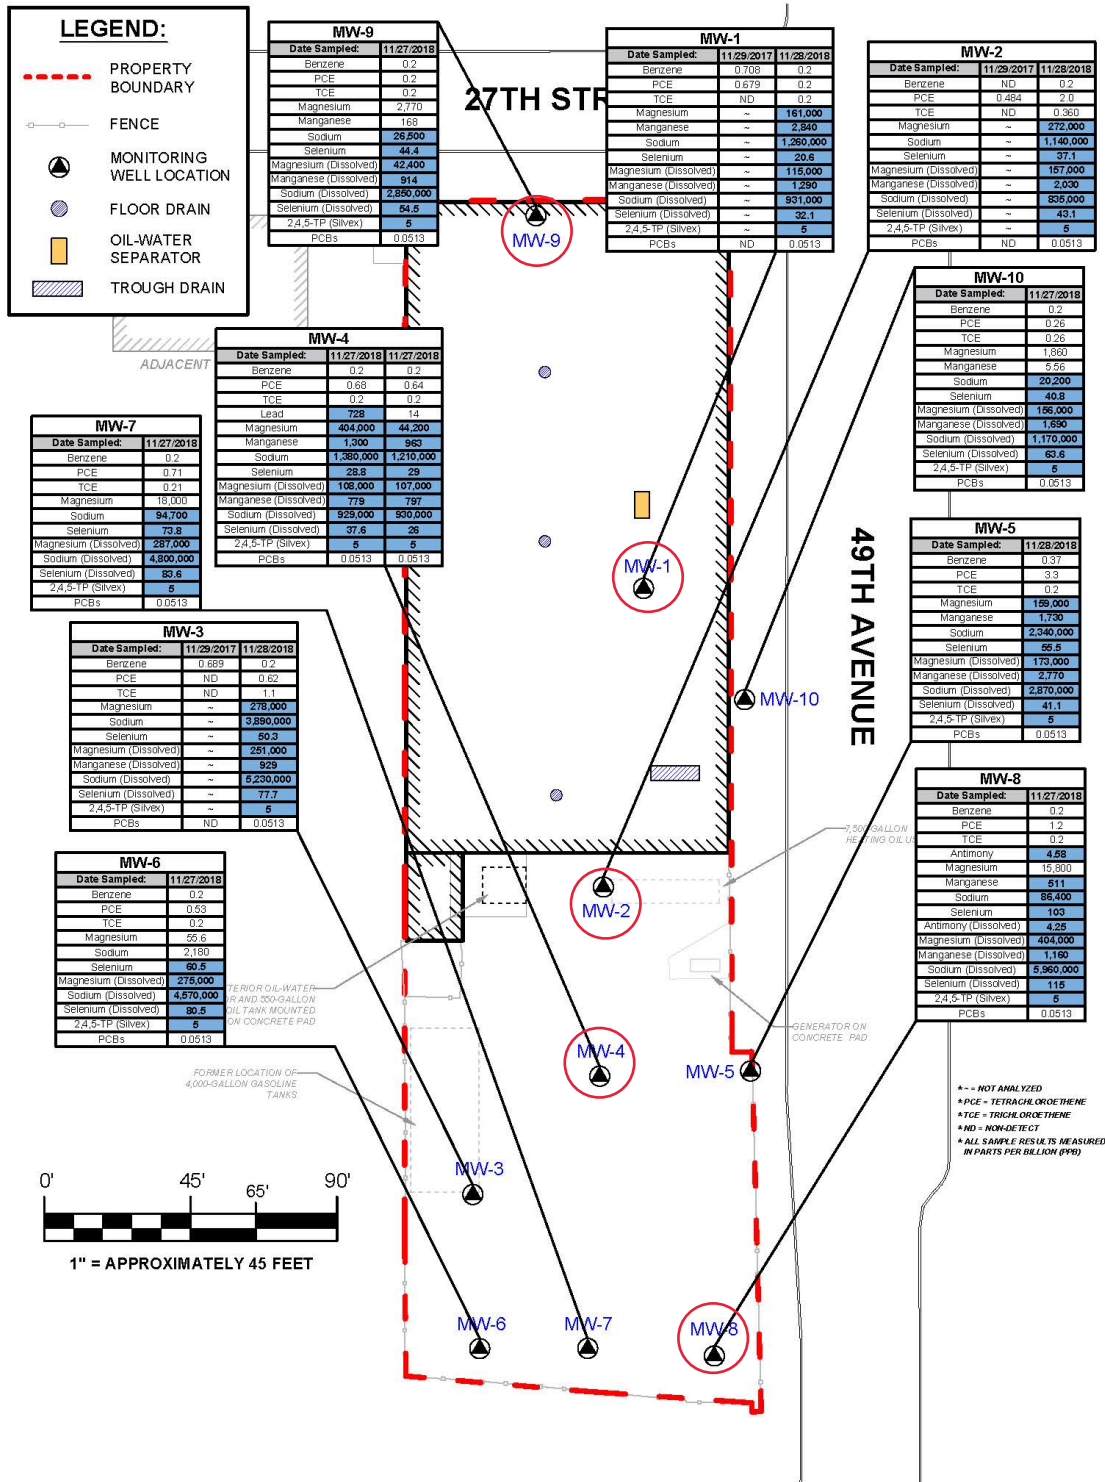 LEGEND:
PROPERTY
BOUNDARY
FENCE
MONITORING
WELL LOCATION
FLOOR DRAIN
OIL-WATER
SEPARATOR
TROUGH DRAIN
MW-9
Date Sampled: 11/27/2018
Benzene 0.2
PCE 0.2
TCE 0.2
Magnesium 2,770
Manganese 168
Sodium 26,500
Selenium 44.4
Magnesium (Dissolved) 42,400
Manganese (Dissolved) 914
Sodium (Dissolved) 2,850,000
Selenium (Dissolved) 54.5
2,4,5-TP (Silvex) 5
PCBs 0.0513
27TH STR
MW-1
Date Sampled: 11/29/2017 11/28/2018
Benzene 0.708 0.2
PCE 0.679 0.2
TCE ND 0.2
Magnesium ~ 161,000
Manganese ~ 2,840
Sodium ~ 1,260,000
Selenium ~ 20.6
Magnesium (Dissolved) ~ 115,000
Manganese (Dissolved) ~ 1,290
Sodium (Dissolved) ~ 931,000
Selenium (Dissolved) ~ 32.1
2,4,5-TP (Silvex) ~ 5
PCBs ND 0.0513
MW-2
Date Sampled: 11/29/2017 11/28/2018
Benzene ND 0.2
PCE 0.484 2.0
TCE ND 0.360
Magnesium ~ 272,000
Sodium ~ 1,140,000
Selenium ~ 37.1
Magnesium (Dissolved) ~ 157,000
Manganese (Dissolved) ~ 2,030
Sodium (Dissolved) ~ 835,000
Selenium (Dissolved) ~ 43.1
2,4,5-TP (Silvex) ~ 5
PCBs ND 0.0513
MW-10
Date Sampled: 11/27/2018
Benzene 0.2
PCE 0.26
TCE 0.26
Magnesium 1,860
Manganese 5.56
Sodium 20,200
Selenium 40.8
Magnesium (Dissolved) 156,000
Manganese (Dissolved) 1,690
Sodium (Dissolved) 1,170,000
Selenium (Dissolved) 63.6
2,4,5-TP (Silvex) 5
PCBs 0.0513
MW-9
ADJACENT
MW-4
Date Sampled: 11/27/2018 11/27/2018
Benzene 0.2 0.2
PCE 0.68 0.64
TCE 0.2 0.2
Lead 728 14
Magnesium 404,000 44,200
Manganese 1,300 963
Sodium 1,380,000 1,210,000
Selenium 28.8 29
Magnesium (Dissolved) 108,000 107,000
Manganese (Dissolved) 779 797
Sodium (Dissolved) 929,000 930,000
Selenium (Dissolved) 37.6 26
2,4,5-TP (Silvex) 5 5
PCBs 0.0513 0.0513
MW-7
Date Sampled: 11/27/2018
Benzene 0.2
PCE 0.71
TCE 0.21
Magnesium 18,000
Sodium 94,700
Selenium 73.8
Magnesium (Dissolved) 287,000
Sodium (Dissolved) 4,800,000
Selenium (Dissolved) 83.6
2,4,5-TP (Silvex) 5
PCBs 0.0513
MW-1
49TH AVENUE
MW-5
Date Sampled: 11/28/2018
Benzene 0.37
PCE 3.3
TCE 0.2
Magnesium 159,000
Manganese 1,730
Sodium 2,340,000
Selenium 55.5
Magnesium (Dissolved) 173,000
Manganese (Dissolved) 2,770
Sodium (Dissolved) 2,870,000
Selenium (Dissolved) 41.1
2,4,5-TP (Silvex) 5
PCBs 0.0513
MW-3
Date Sampled: 11/29/2017 11/28/2018
Benzene 0.689 0.2
PCE ND 0.62
TCE ND 1.1
Magnesium ~ 278,000
Sodium ~ 3,890,000
Selenium ~ 50.3
Magnesium (Dissolved) ~ 251,000
Manganese (Dissolved) ~ 929
Sodium (Dissolved) ~ 5,230,000
Selenium (Dissolved) ~ 77.7
2,4,5-TP (Silvex) ~ 5
PCBs ND 0.0513
MW-10
MW-8
Date Sampled: 11/27/2018
Benzene 0.2
PCE 1.2
TCE 0.2
Antimony 4.58
Magnesium 15,800
Manganese 511
Sodium 86,400
Selenium 103
Antimony (Dissolved) 4.25
Magnesium (Dissolved) 404,000
Manganese (Dissolved) 1,160
Sodium (Dissolved) 5,960,000
Selenium (Dissolved) 115
2,4,5-TP (Silvex) 5
PCBs 0.0513
7,500-GALLON
HEATING OIL US
MW-6
Date Sampled: 11/27/2018
Benzene 0.2
PCE 0.53
TCE 0.2
Magnesium 55.6
Sodium 2,180
Selenium 60.5
Magnesium (Dissolved) 275,000
Sodium (Dissolved) 4,570,000
Selenium (Dissolved) 80.5
2,4,5-TP (Silvex) 5
PCBs 0.0513
MW-2
TERIOR OIL-WATER
OR AND 550-GALLON
OIL TANK MOUNTED
ON CONCRETE PAD
GENERATOR ON
CONCRETE PAD
MW-4
MW-5
FORMER LOCATION OF
4,000-GALLON GASOLINE
TANKS
* ~ = NOT ANALYZED
* PCE = TETRACHLOROETHENE
* TCE = TRICHLOROETHENE
* ND = NON-DETECT
* ALL SAMPLE RESULTS MEASURED
IN PARTS PER BILLION (PPB)
MW-3
0' 45' 65' 90'
1" = APPROXIMATELY 45 FEET
MW-6
MW-7
MW-8